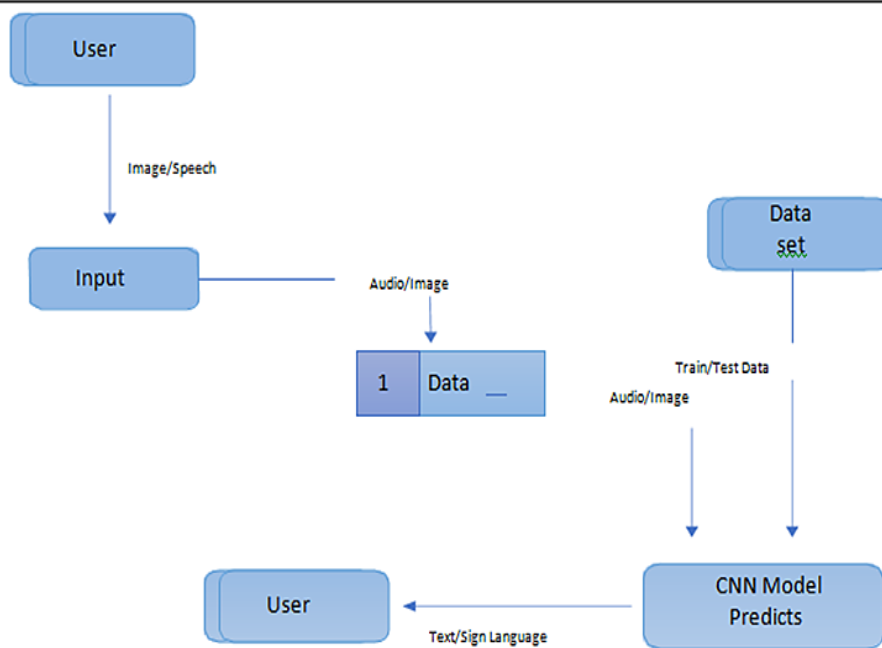 User
Image/Speech
Data
set
Input
Audio/Image
1 Data
Train/Test Data
Audio/Image
CNN Model
Predicts
User
Text/Sign Language